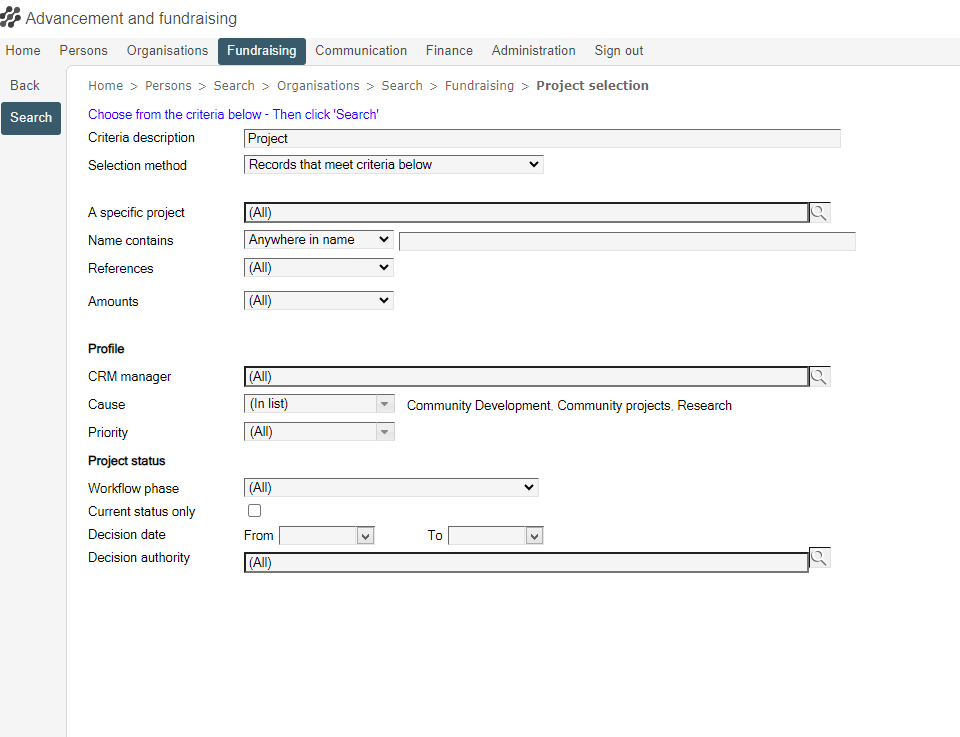 Advancement and fundraising
Home Persons Organisations Fundraising Communication Finance Administration Sign out
Back
Search
Home > Persons > Search > Organisations > Search > Fundraising > Project selection
Choose from the criteria below - Then click 'Search'
Criteria description Project
Selection method Records that meet criteria below
A specific project (All)
Name contains Anywhere in name
References (All)
Amounts (All)
Profile
CRM manager (All)
Cause (In list) Community Development, Community projects, Research
Priority (All)
Project status
Workflow phase (All)
Current status only
Decision date From To
Decision authority (All)